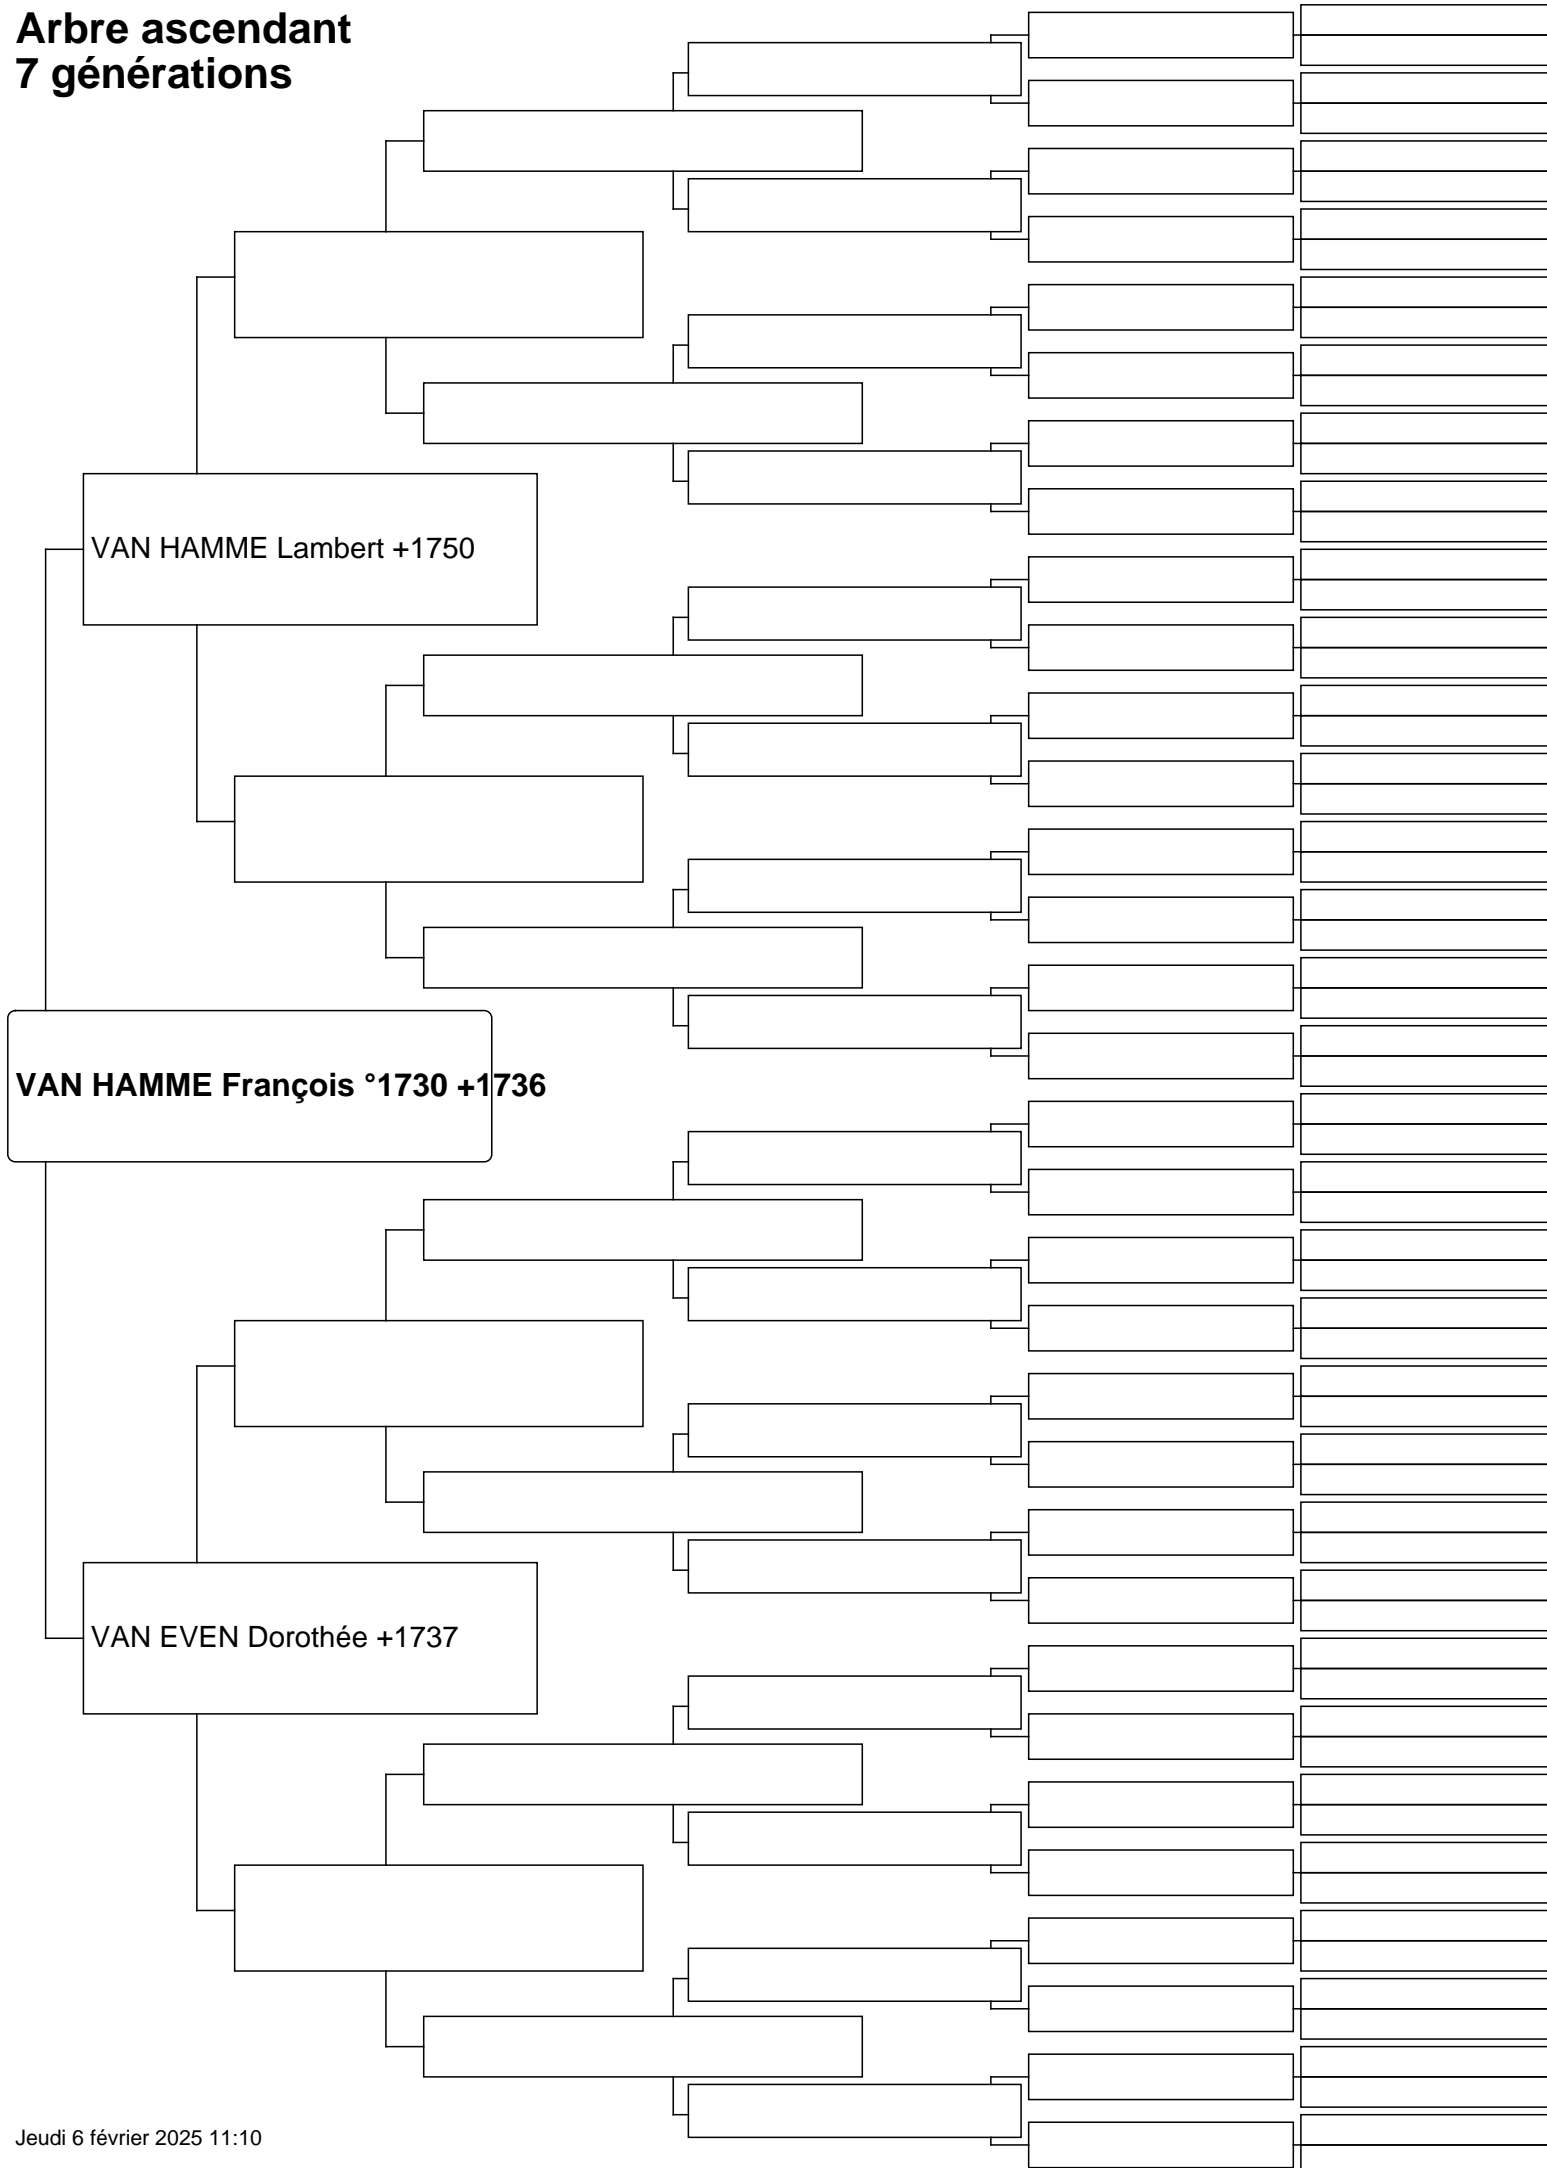 Arbre ascendant
7 générations
VAN HAMME Lambert +1750
VAN HAMME François °1730 +1736
VAN EVEN Dorothée +1737
Jeudi 6 février 2025 11:10